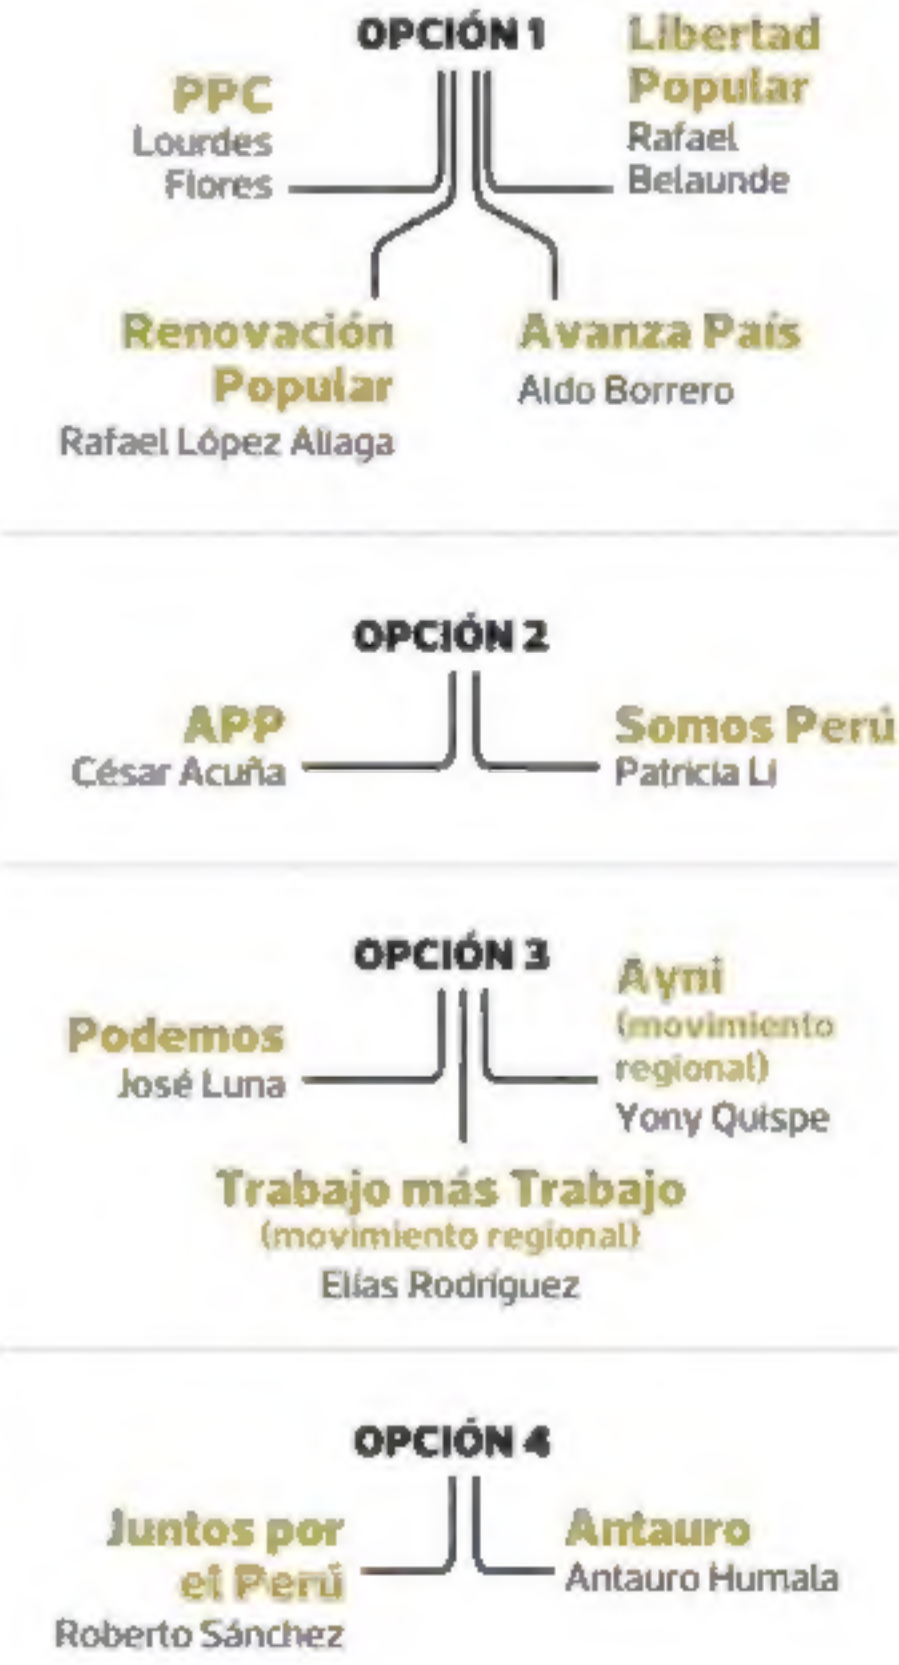 OPCIÓN 1
PPC
Lourdes
Flores
Libertad
Popular
Rafael
Belaunde
Renovación
Popular
Rafael López Aliaga
Avanza País
Aldo Borrero
OPCIÓN 2
APP
César Acuña
Somos Perú
Patricia Li
OPCIÓN 3
Podemos
José Luna
Ayni
(movimiento
regional)
Yony Quispe
Trabajo más Trabajo
(movimiento regional)
Elías Rodríguez
OPCIÓN 4
Juntos por
el Perú
Roberto Sánchez
Antauro
Antauro Humala